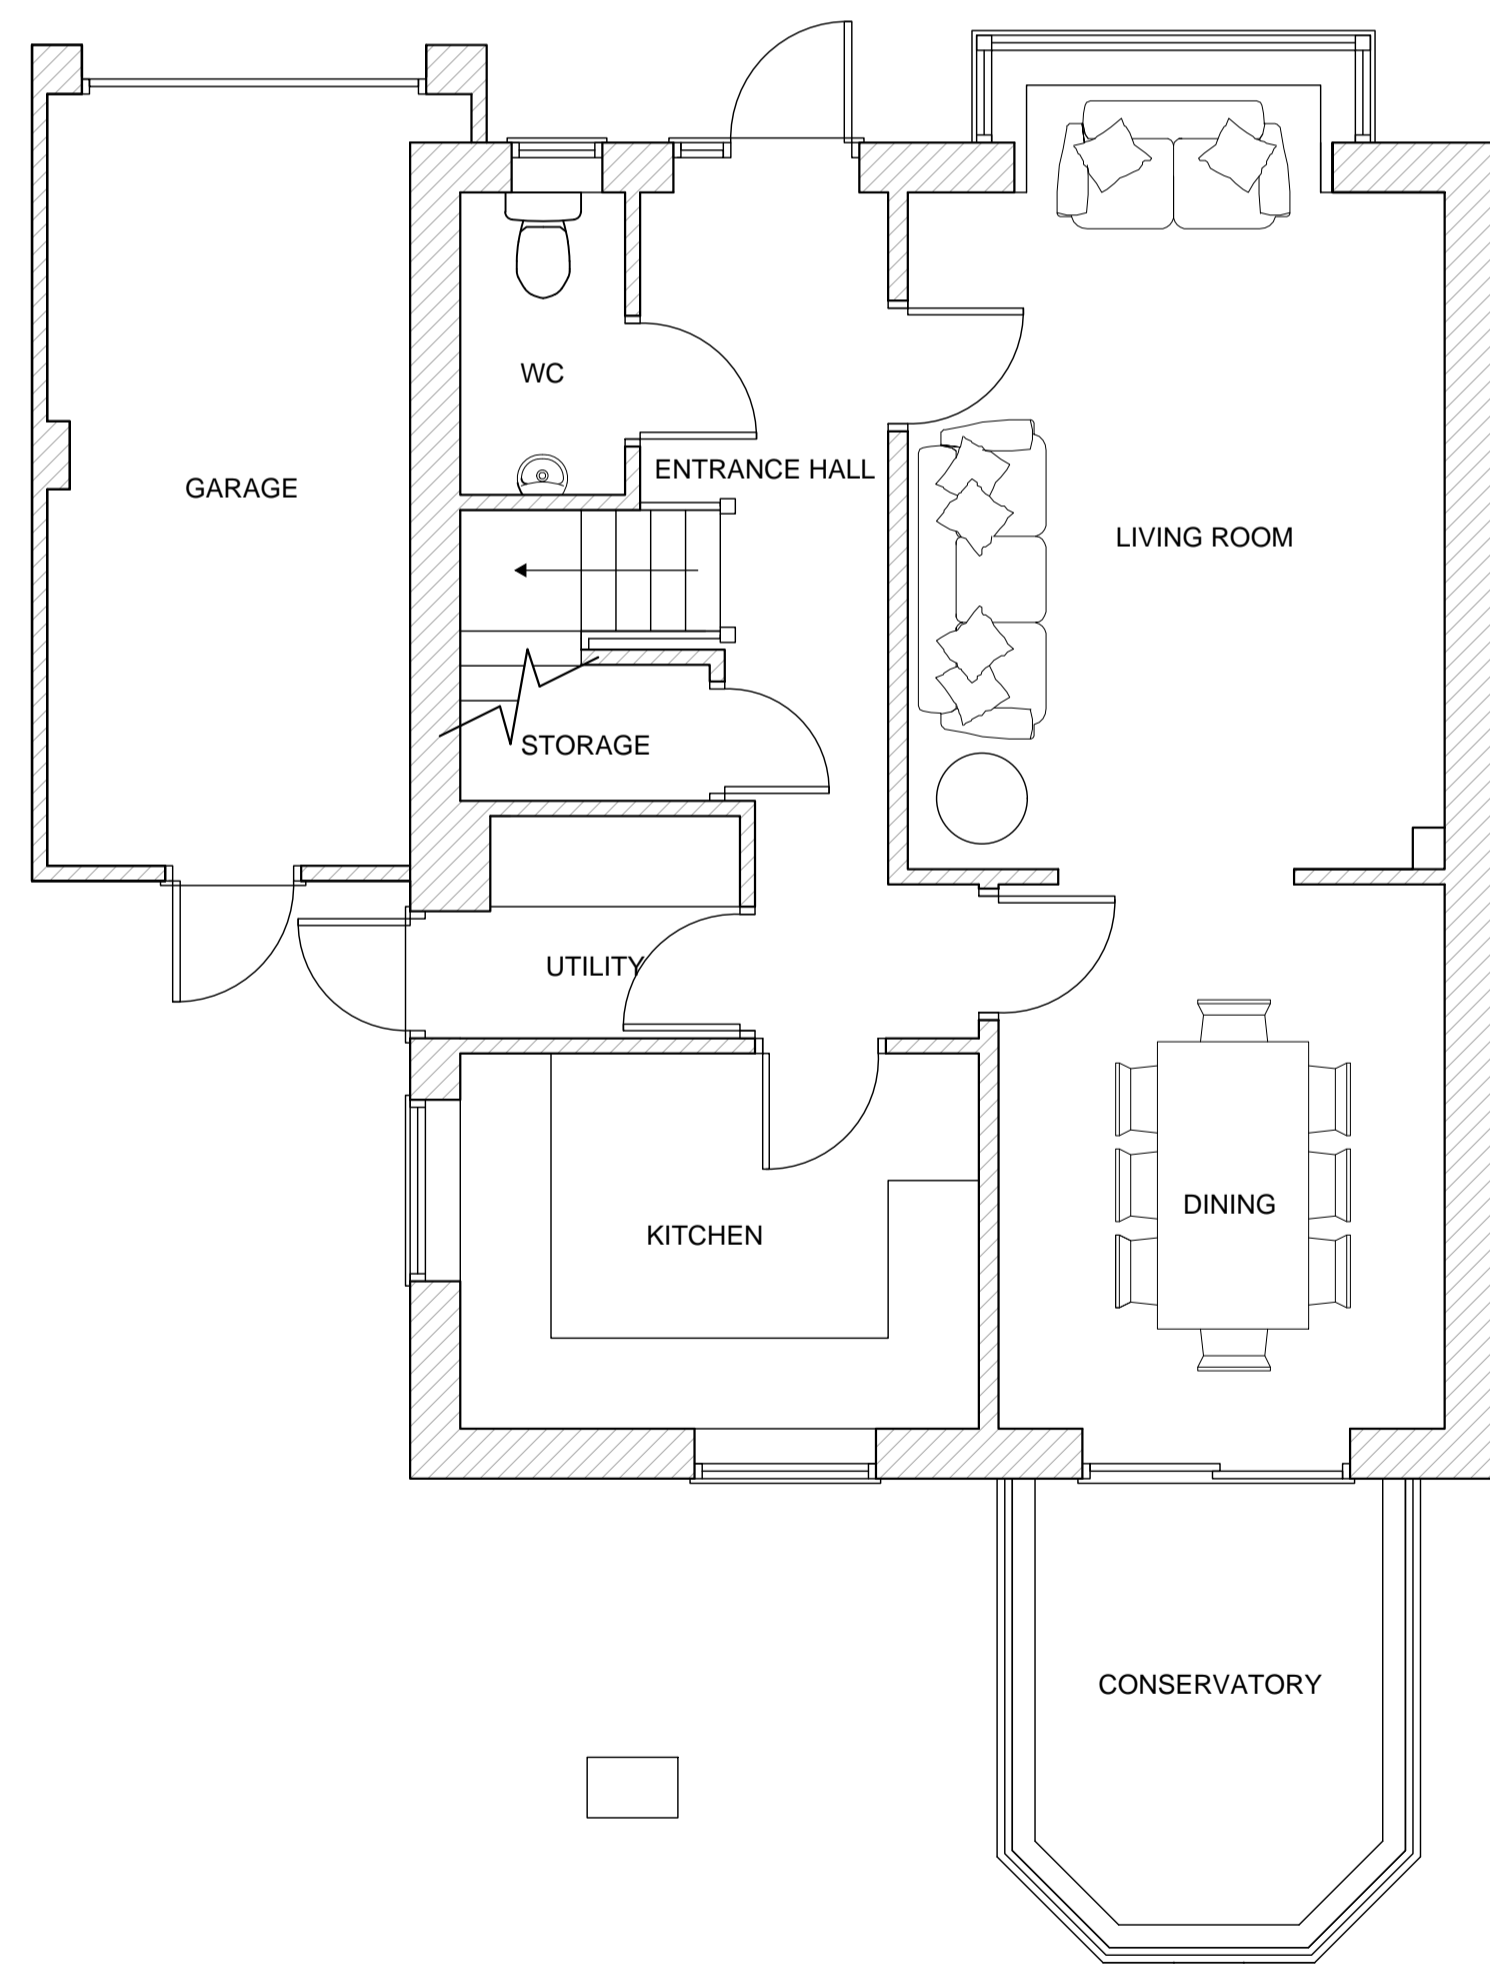 WC
ENTRANCE HALL
GARAGE
LIVING ROOM
STORAGE
UTILITY
DINING
KITCHEN
CONSERVATORY